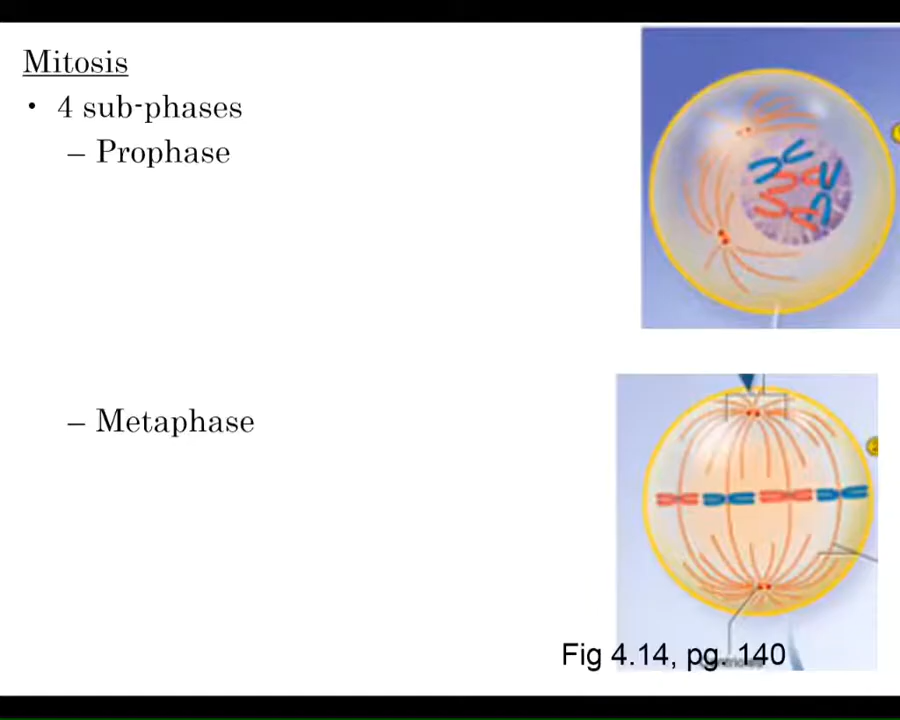 Mitosis
• 4 sub-phases
– Prophase
– Metaphase
Fig 4.14, pg. 140